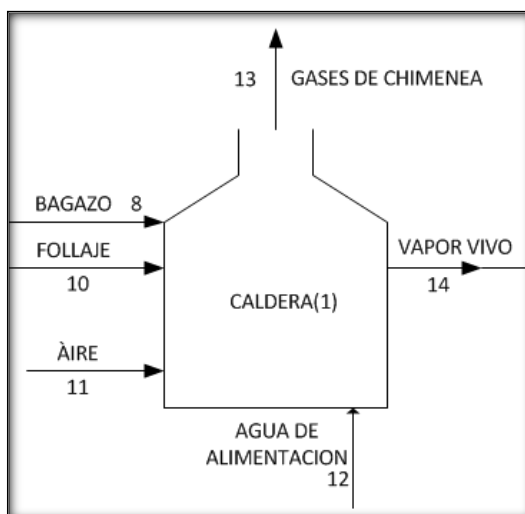 13 GASES DE CHIMENEA
BAGAZO 8
FOLLAJE
10
VAPOR VIVO
14
CALDERA(1)
ÀIRE
11
AGUA DE
ALIMENTACION
12